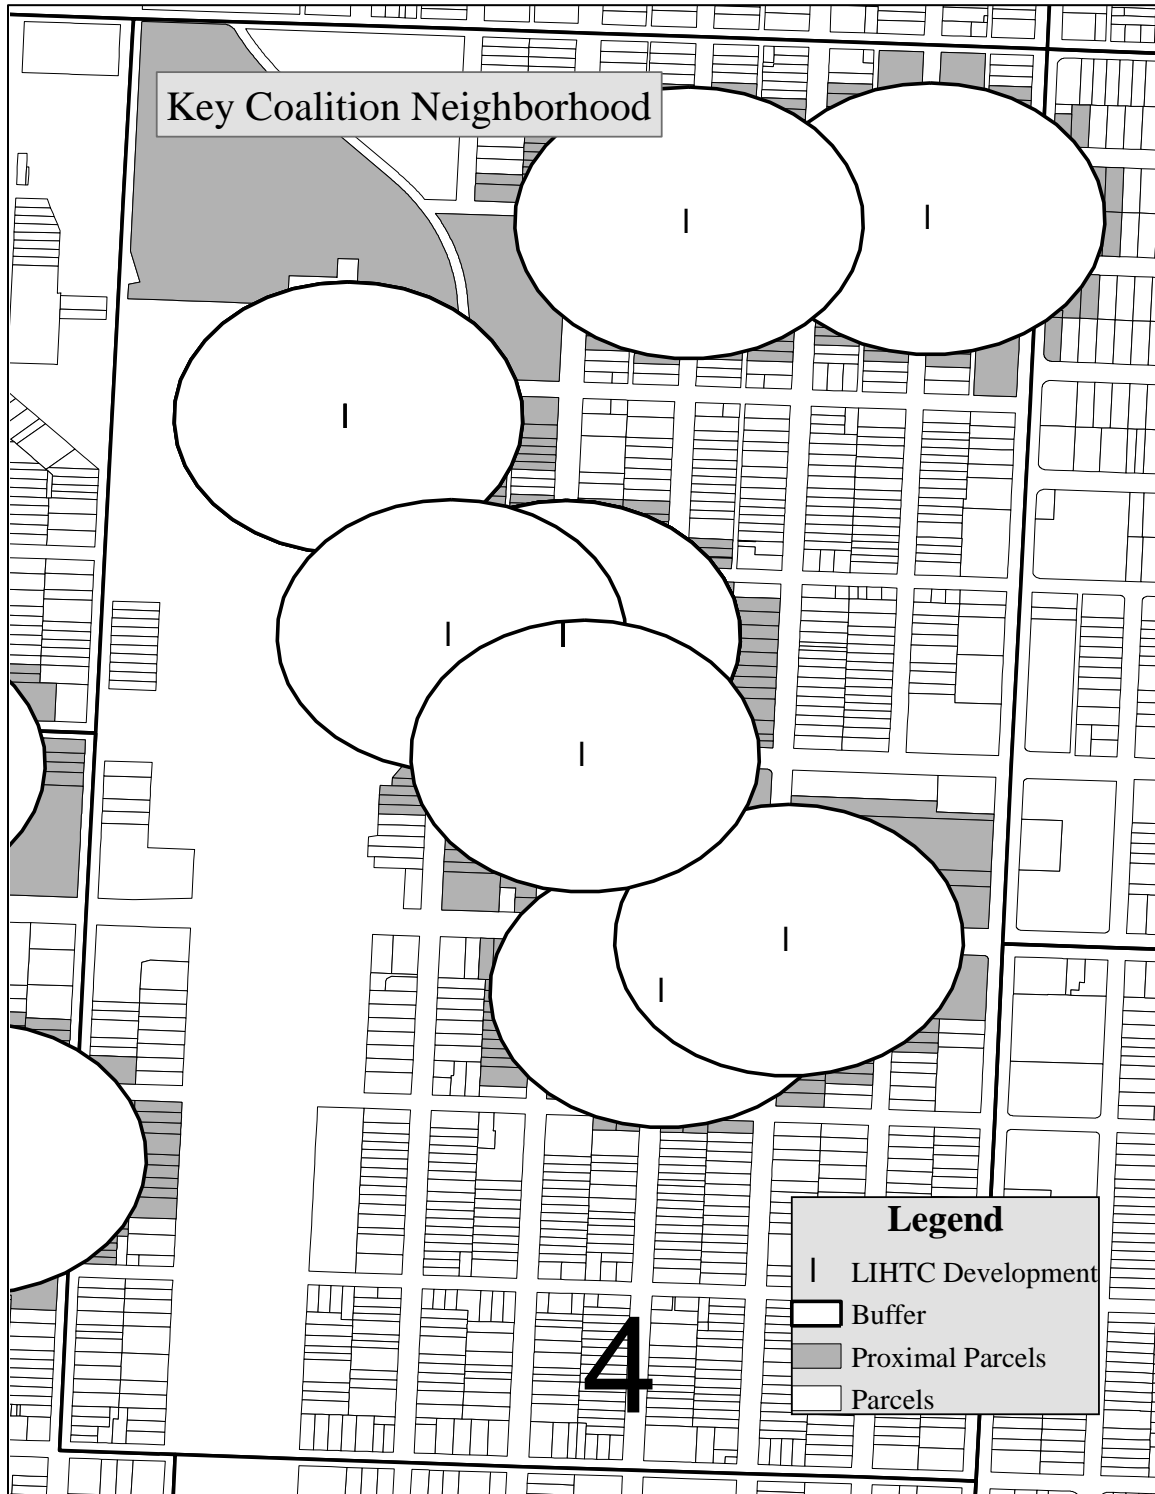 Key Coalition Neighborhood
4
Legend
I LIHTC Development
Buffer
Proximal Parcels
Parcels